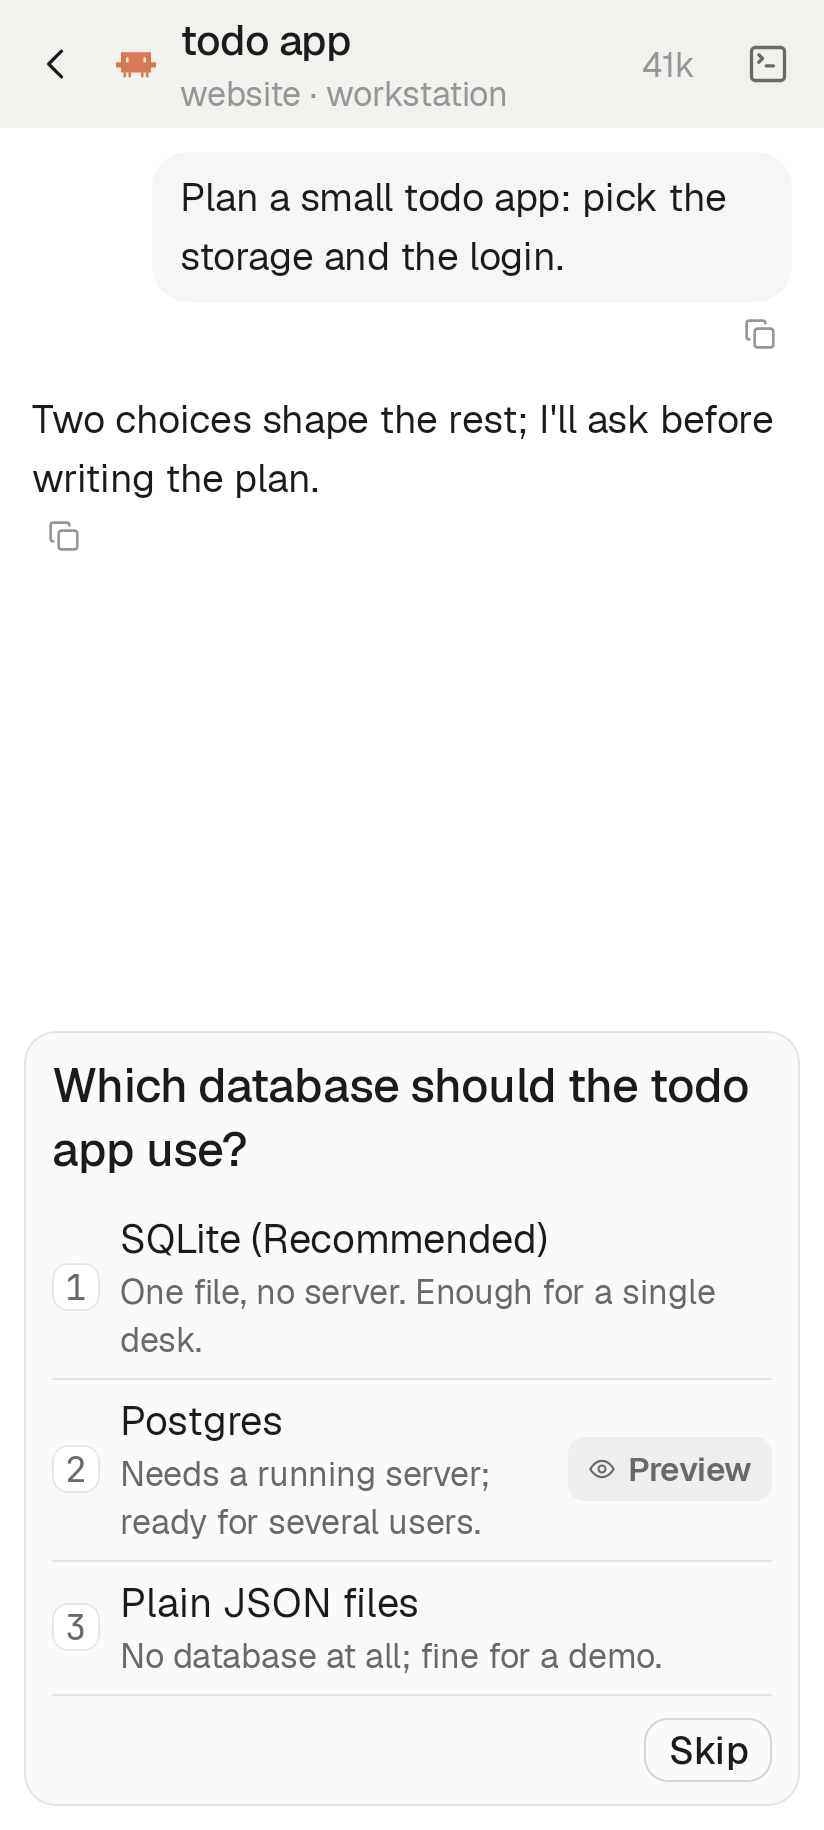 todo app
website · workstation
41k
Plan a small todo app: pick the
storage and the login.
Two choices shape the rest; I'll ask before
writing the plan.
Which database should the todo
app use?
SQLite (Recommended)
1
One file, no server. Enough for a single
desk.
Postgres
2
Needs a running server;
ready for several users.
Preview
Plain JSON files
3
No database at all; fine for a demo.
Skip